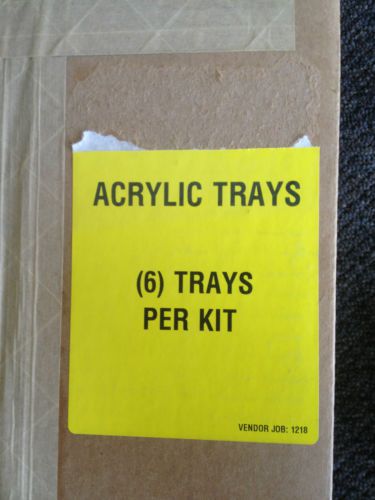 ACRYLIC TRAYS
(6) TRAYS
PER KIT
VENDOR JOB: 1218